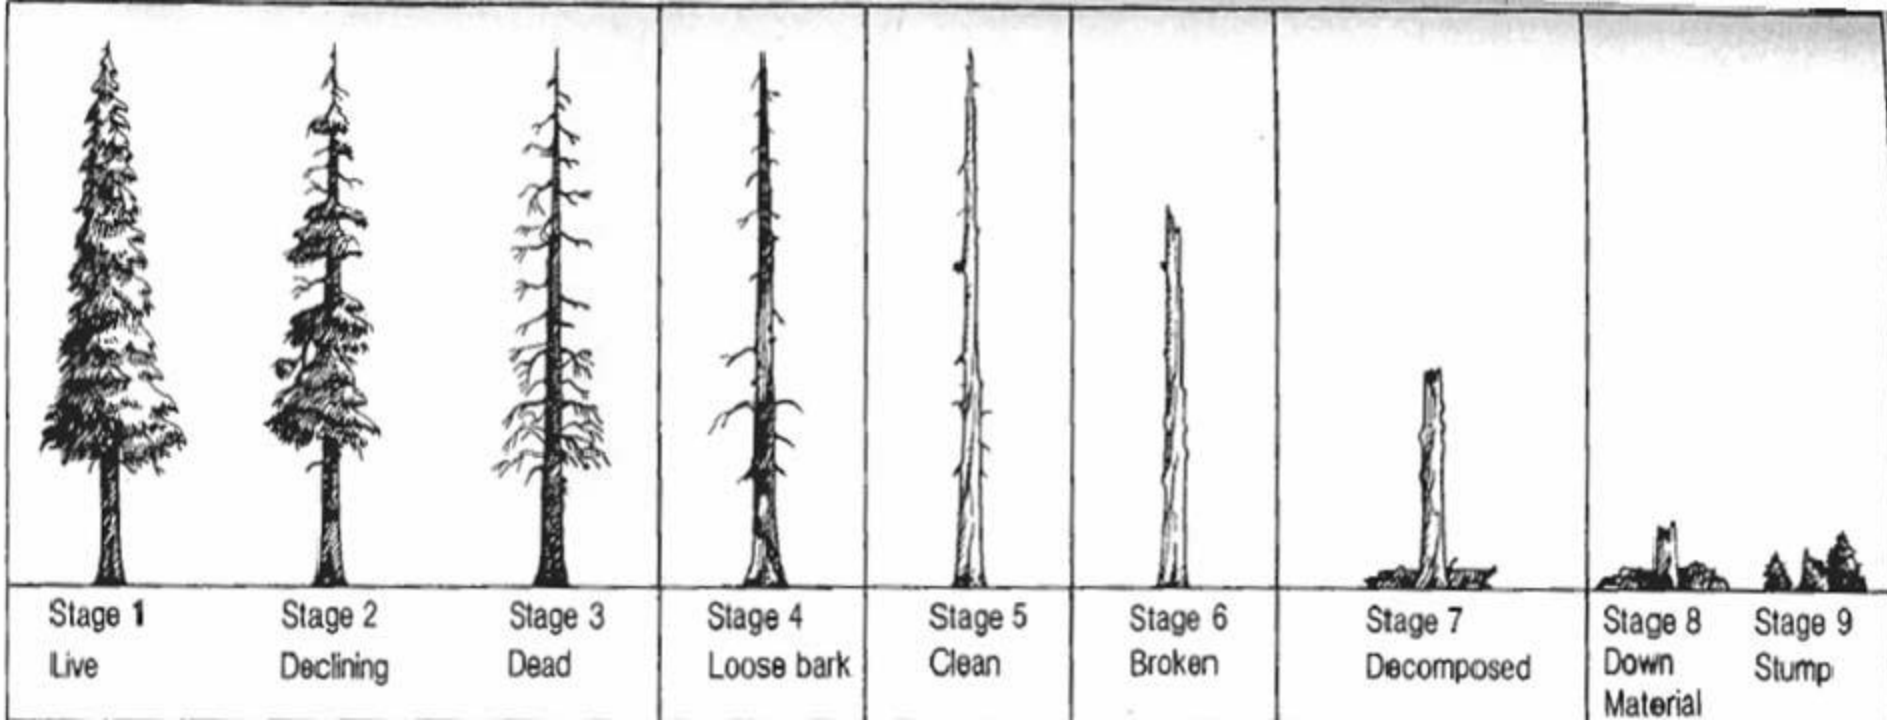 Stage 1
Live
Stage 2
Declining
Stage 3
Dead
Stage 4
Loose bark
Stage 5
Clean
Stage 6
Broken
Stage 7
Decomposed
Stage 8
Down
Material
Stage 9
Stump